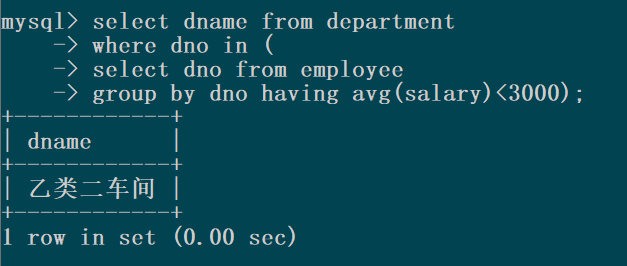 mysql> select dname from department
    -> where dno in (
    -> select dno from employee
    -> group by dno having avg(salary)<3000);
+------------+
| dname      |
+------------+
| 乙类二车间 |
+------------+
1 row in set (0.00 sec)